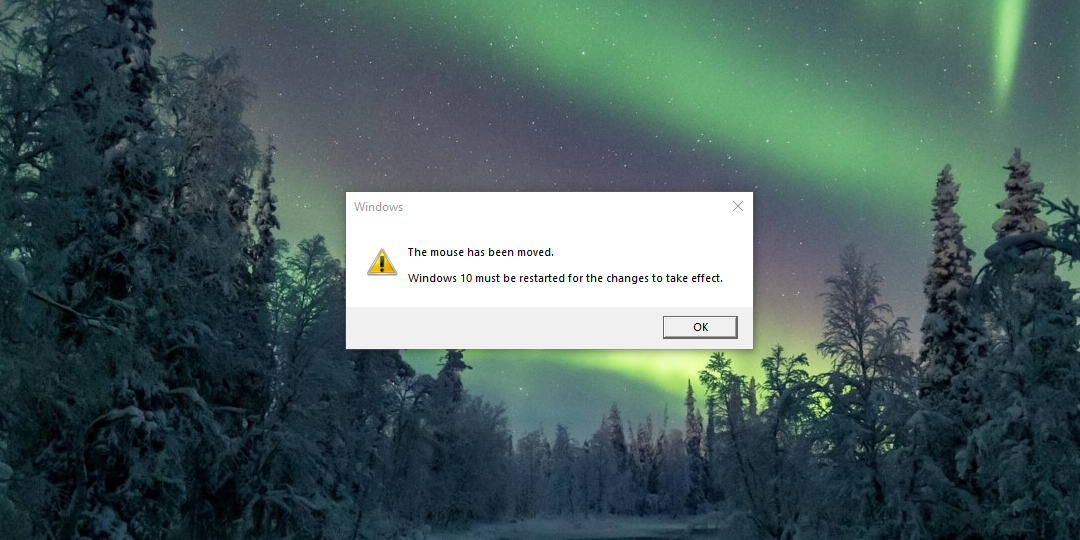 Windows
The mouse has been moved.
Windows 10 must be restarted for the changes to take effect.
OK